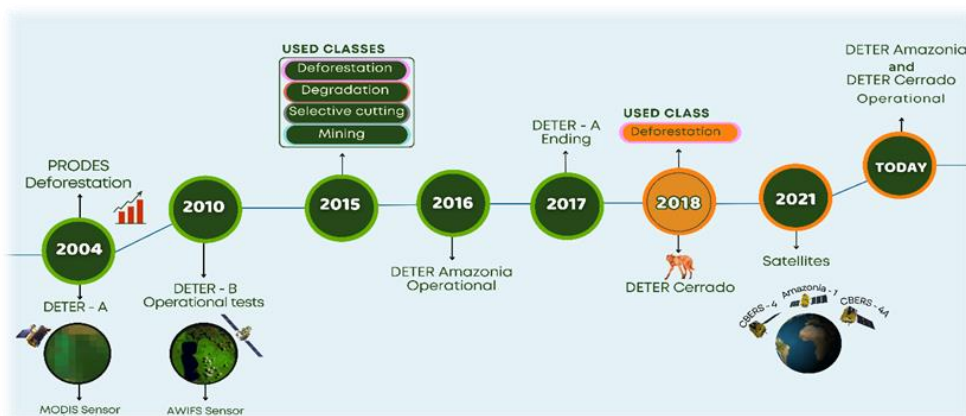 PRODES
Deforestation
2004
DETER - A
MODIS Sensor
2010
DETER - B
Operational tests
AWIFS Sensor
USED CLASSES
Deforestation
Degradation
Selective cutting
Mining
2015
2016
DETER Amazonia
Operational
DETER - A
Ending
2017
USED CLASS
Deforestation
2018
DETER Cerrado
2021
Satellites
CBERS - 4
Amazonia - 1
CBERS - 4A
DETER Amazonia
and
DETER Cerrado
Operational
TODAY